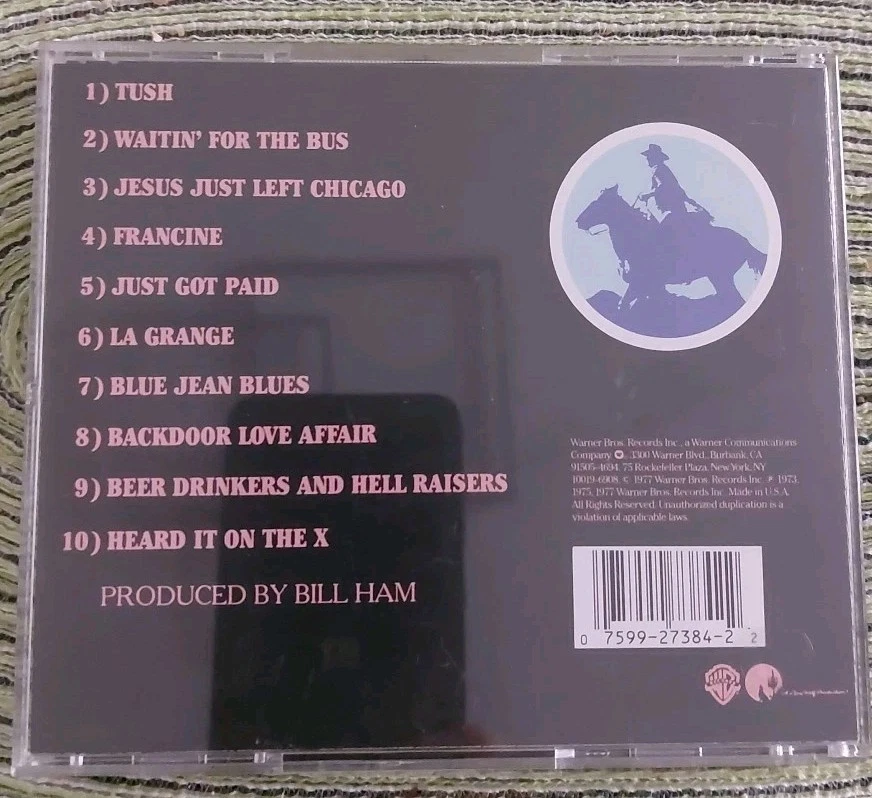 1) TUSH
2) WAITIN' FOR THE BUS
3) JESUS JUST LEFT CHICAGO
4) FRANCINE
5) JUST GOT PAID
6) LA GRANGE
7) BLUE JEAN BLUES
8) BACKDOOR LOVE AFFAIR
9) BEER DRINKERS AND HELL RAISERS
10) HEARD IT ON THE X
PRODUCED BY BILL HAM
Warner Bros. Records Inc., a Warner Communications
Company, 3300 Warner Blvd., Burbank, CA
91505-4694. 75 Rockefeller Plaza, New York, NY
10019-6908. © 1977 Warner Bros. Records Inc. ℗ 1973,
1975, 1977 Warner Bros. Records Inc. Made in U.S.A.
All Rights Reserved. Unauthorized duplication is a
violation of applicable laws.
0 7599-27384-2 2